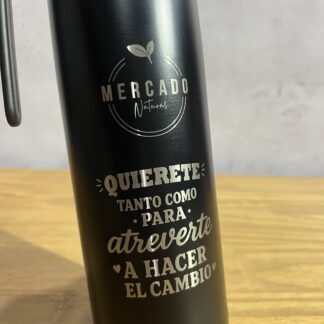 MERCADO
Natural
QUIERETE
TANTO COMO
PARA
atreverte
A HACER
EL CAMBIO